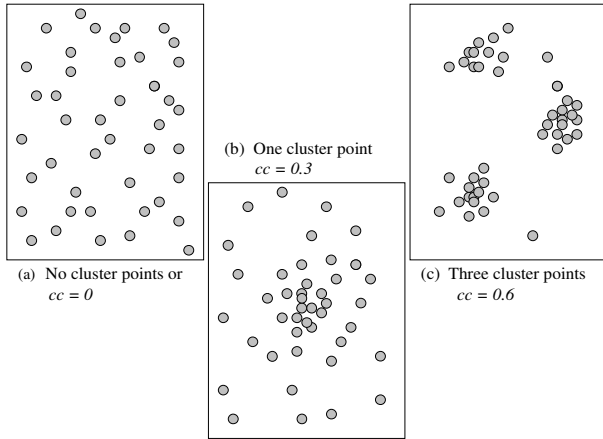 (a) No cluster points or
cc = 0
(b) One cluster point
cc = 0.3
(c) Three cluster points
cc = 0.6